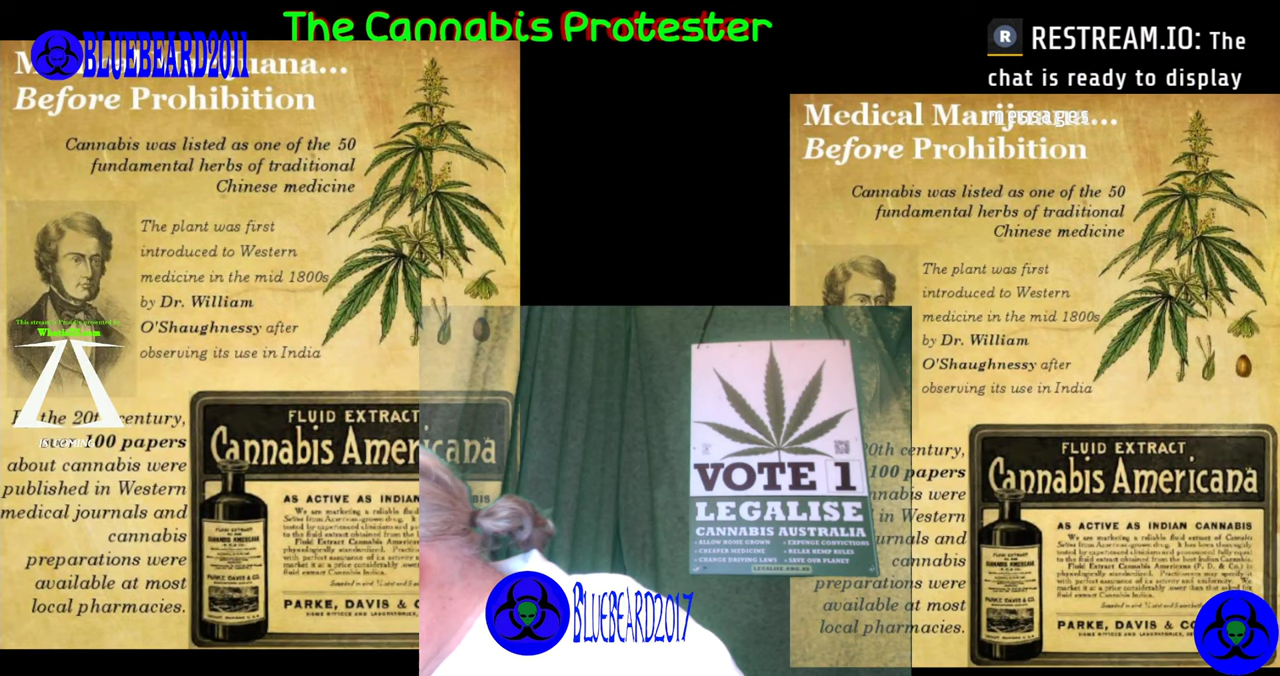 The Cannabis Protester
BLUEBEARD2011
RESTREAM.IO: The
chat is ready to display
messages
Before Prohibition
Cannabis was listed as one of the 50
fundamental herbs of traditional
Chinese medicine
The plant was first
introduced to Western
medicine in the mid 1800s
by Dr. William
O'Shaughnessy after
observing its use in India
the 20th century,
100 papers
about cannabis were
published in Western
medical journals and
cannabis
preparations were
available at most
local pharmacies.
FLUID EXTRACT
Cannabis Americana
AS ACTIVE AS INDIAN
PARKE, DAVIS & C
VOTE 1
LEGALISE
CANNABIS AUSTRALIA
• ALLOW HOME GROWN • EXPUNGE CONVICTIONS
• CHEAPER MEDICINE • RELAX HEMP RULES
• CHANGE DRIVING LAWS • SAVE OUR PLANET
BLUEBEARD2017
Medical Marijuana...
Before Prohibition
Cannabis was listed as one of the 50
fundamental herbs of traditional
Chinese medicine
The plant was first
introduced to Western
medicine in the mid 1800s
by Dr. William
O'Shaughnessy after
observing its use in India
20th century,
100 papers
were
in Western
and
cannabis
preparations were
available at most
local pharmacies.
FLUID EXTRACT
Cannabis Americana
AS ACTIVE AS INDIAN CANNABIS
PARKE, DAVIS & CO